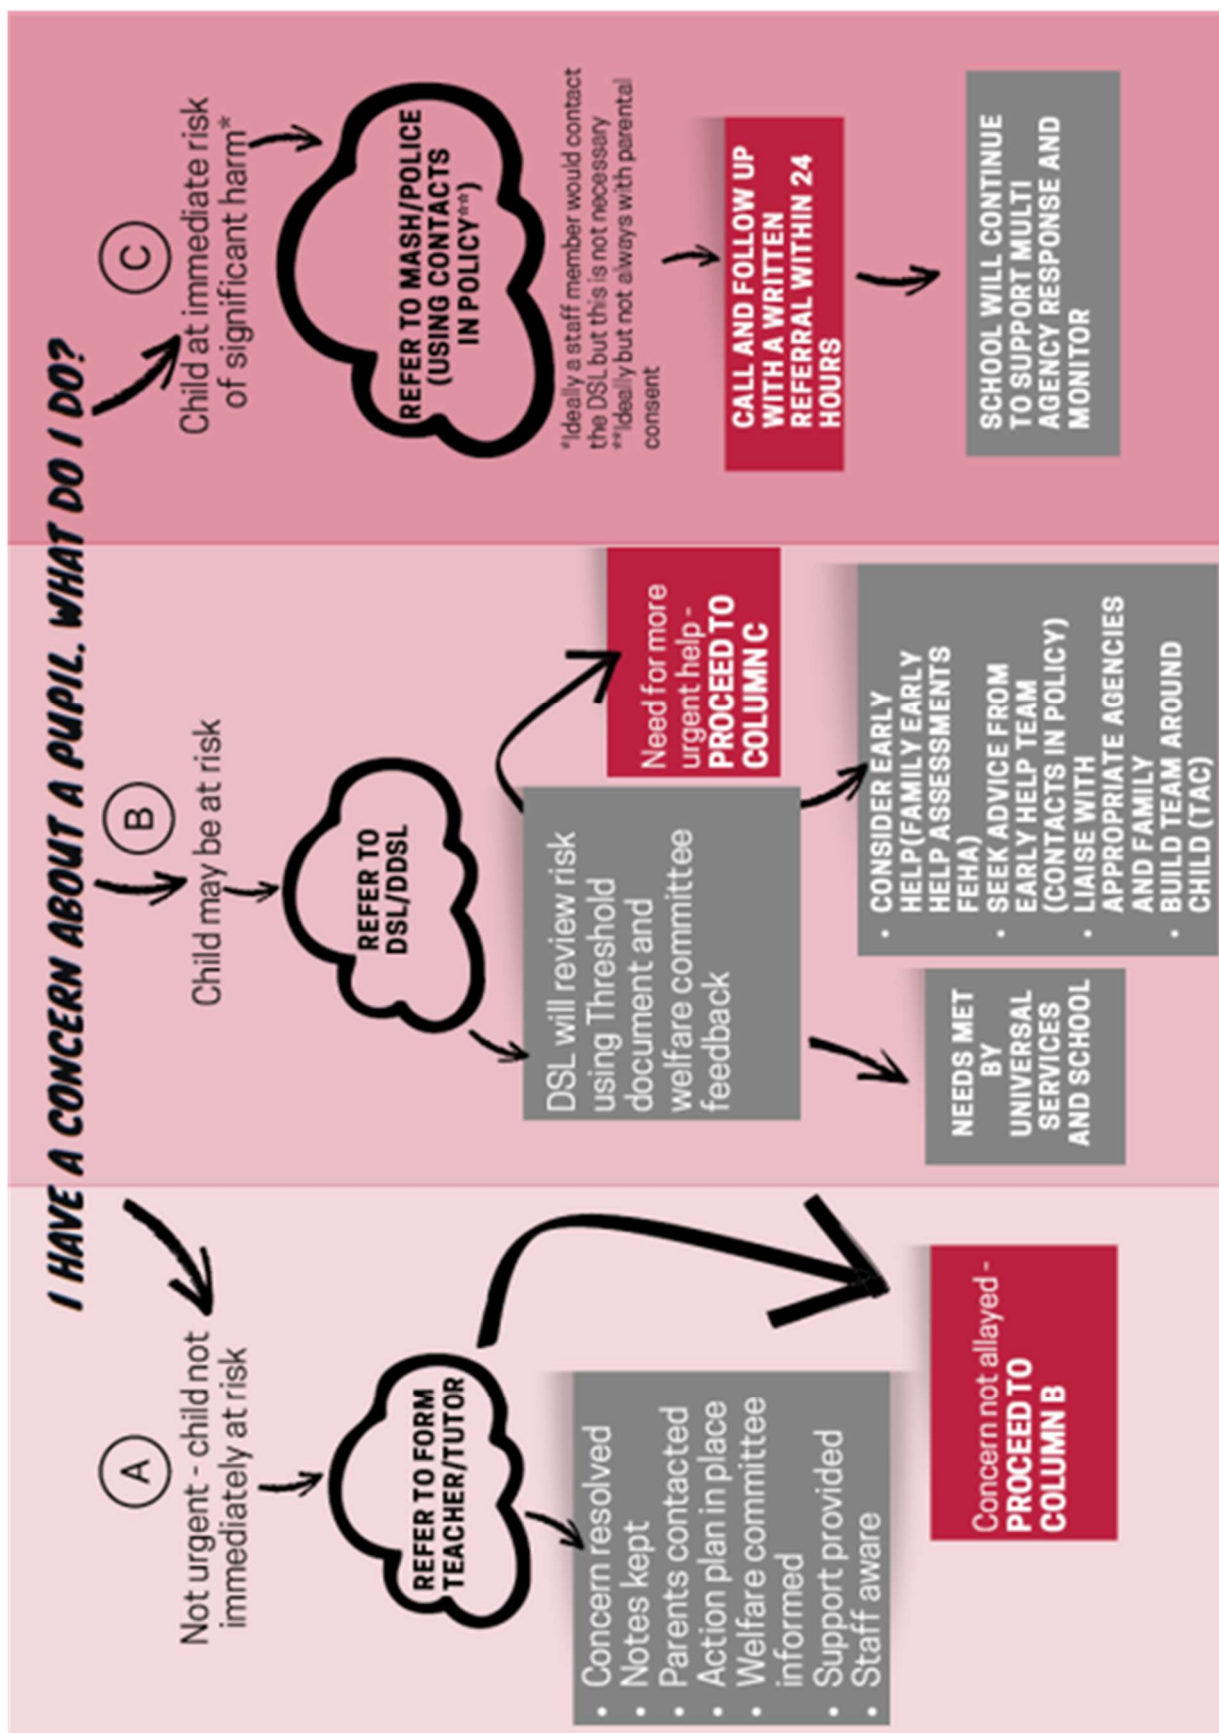 I HAVE A CONCERN ABOUT A PUPIL. WHAT DO I DO?
A
Not urgent - child not
immediately at risk
REFER TO FORM
TEACHER/TUTOR
• Concern resolved
• Notes kept
• Parents contacted
• Action plan in place
• Welfare committee
informed
• Support provided
• Staff aware
Concern not allayed -
PROCEED TO
COLUMN B
B
Child may be at risk
REFER TO
DSL/DDSL
DSL will review risk
using Threshold
document and
welfare committee
feedback
Need for more
urgent help -
PROCEED TO
COLUMN C
NEEDS MET
BY
UNIVERSAL
SERVICES
AND SCHOOL
• CONSIDER EARLY
HELP(FAMILY EARLY
HELP ASSESSMENTS
FEHA)
• SEEK ADVICE FROM
EARLY HELP TEAM
(CONTACTS IN POLICY)
• LIAISE WITH
APPROPRIATE AGENCIES
AND FAMILY
• BUILD TEAM AROUND
CHILD (TAC)
C
Child at immediate risk
of significant harm*
REFER TO MASH/POLICE
(USING CONTACTS
IN POLICY**)
*Ideally a staff member would contact
the DSL but this is not necessary
**Ideally but not always with parental
consent
CALL AND FOLLOW UP
WITH A WRITTEN
REFERRAL WITHIN 24
HOURS
SCHOOL WILL CONTINUE
TO SUPPORT MULTI
AGENCY RESPONSE AND
MONITOR